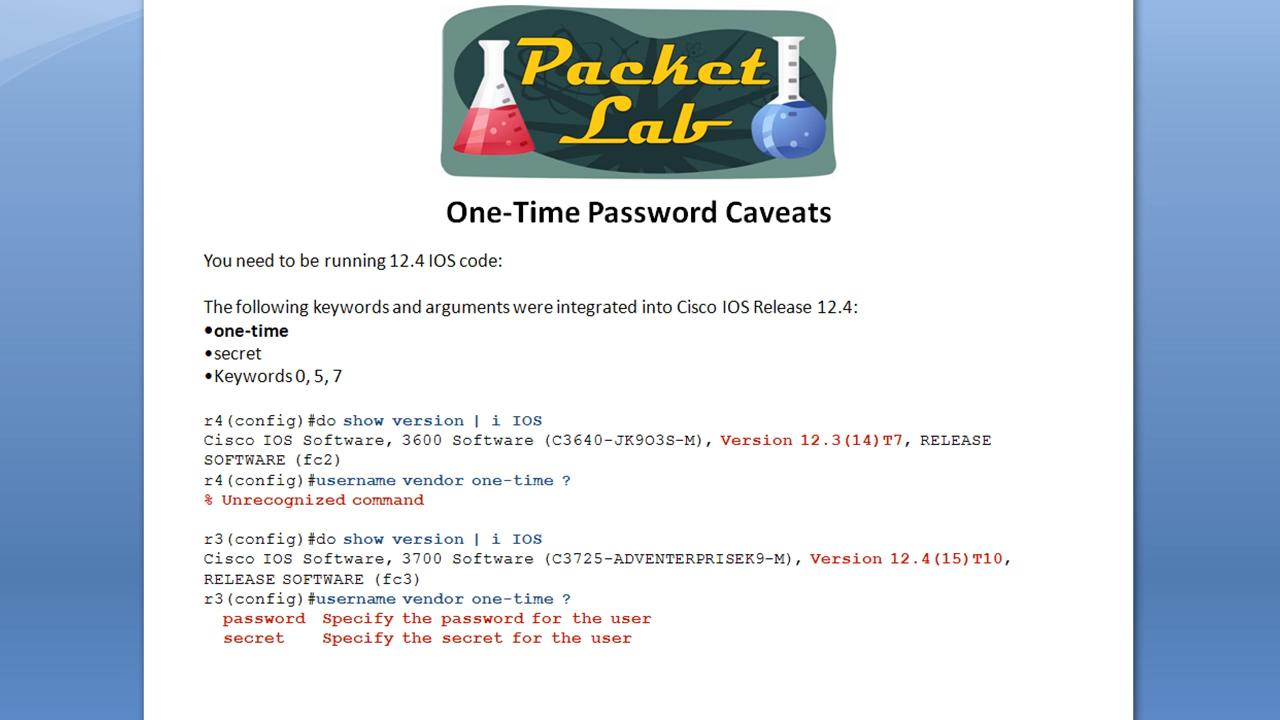 Packet
Lab
One-Time Password Caveats
You need to be running 12.4 IOS code:
The following keywords and arguments were integrated into Cisco IOS Release 12.4:
•one-time
•secret
•Keywords 0, 5, 7
r4(config)#do show version | i IOS
Cisco IOS Software, 3600 Software (C3640-JK9O3S-M), Version 12.3(14)T7, RELEASE
SOFTWARE (fc2)
r4(config)#username vendor one-time ?
% Unrecognized command
r3(config)#do show version | i IOS
Cisco IOS Software, 3700 Software (C3725-ADVENTERPRISEK9-M), Version 12.4(15)T10,
RELEASE SOFTWARE (fc3)
r3(config)#username vendor one-time ?
password Specify the password for the user
secret Specify the secret for the user